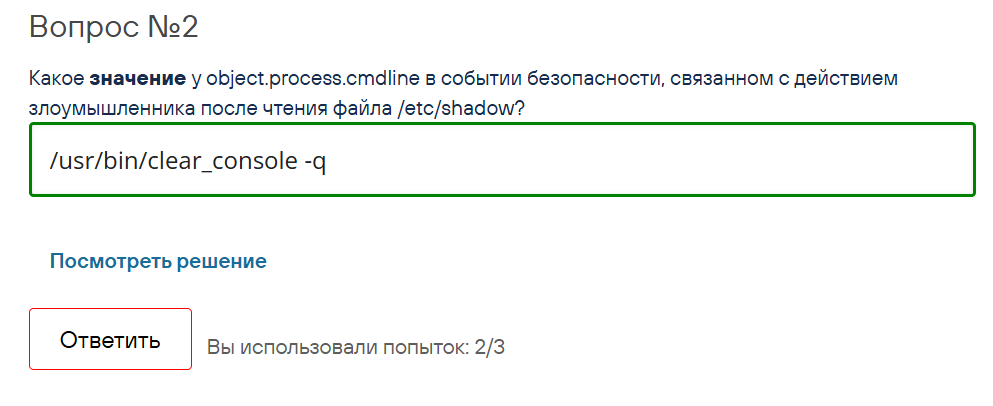 Вопрос №2
Какое значение у object.process.cmdline в событии безопасности, связанном с действием
злоумышленника после чтения файла /etc/shadow?
/usr/bin/clear_console -q
Посмотреть решение
Ответить
Вы использовали попыток: 2/3